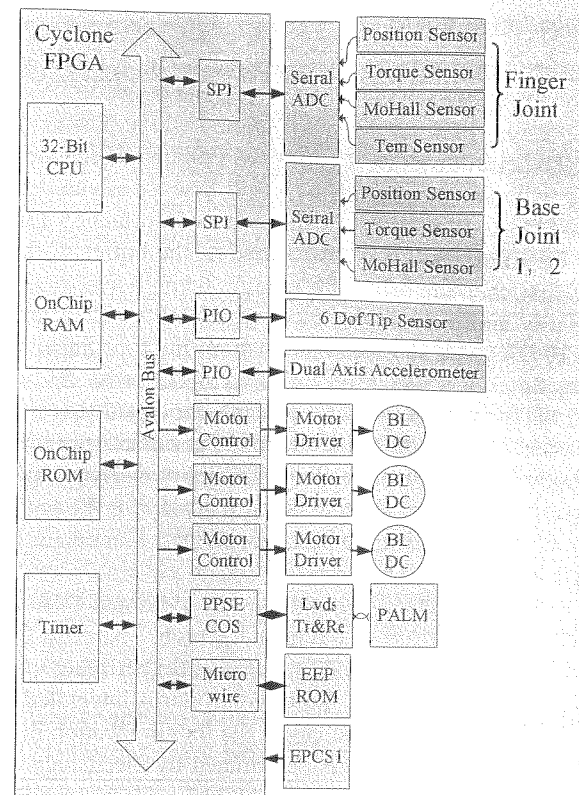 Cyclone
FPGA
32-Bit
CPU
OnChip
RAM
OnChip
ROM
Timer
Avalon Bus
SPI
Seiral
ADC
Position Sensor
Torque Sensor
MoHall Sensor
Tem Sensor
Finger
Joint
SPI
Seiral
ADC
Position Sensor
Torque Sensor
MoHall Sensor
Base
Joint
1, 2
PIO
6 Dof Tip Sensor
PIO
Dual Axis Accelerometer
Motor
Control
Motor
Driver
BL
DC
Motor
Control
Motor
Driver
BL
DC
Motor
Control
Motor
Driver
BL
DC
PPSE
COS
Lvds
Tr&Re
PALM
Micro
wire
EEP
ROM
EPCS1